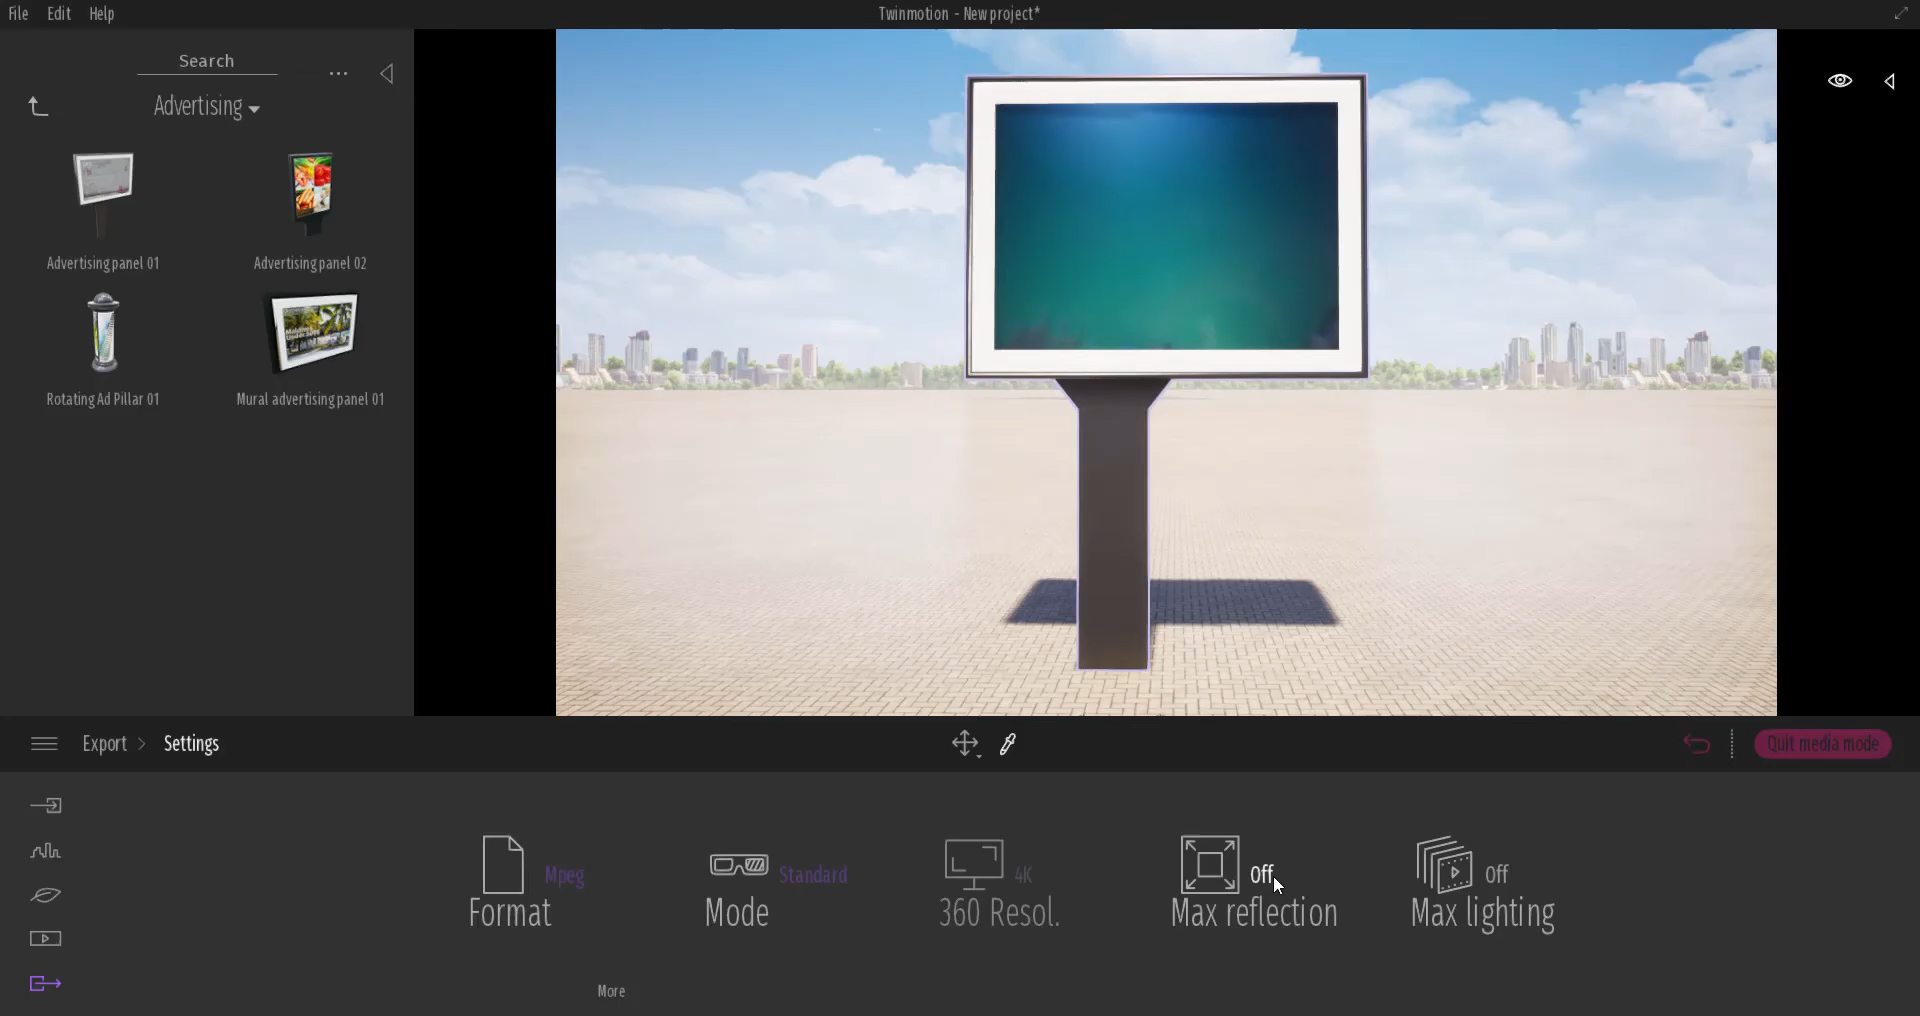 File Edit Help
Twinmotion - New project*
Search
...
Advertising
Advertising panel 01
Advertising panel 02
Rotating Ad Pillar 01
Mural advertising panel 01
Export > Settings
Quit media mode
Mpeg
Format
Standard
Mode
4K
360 Resol.
Off
Max reflection
Off
Max lighting
More